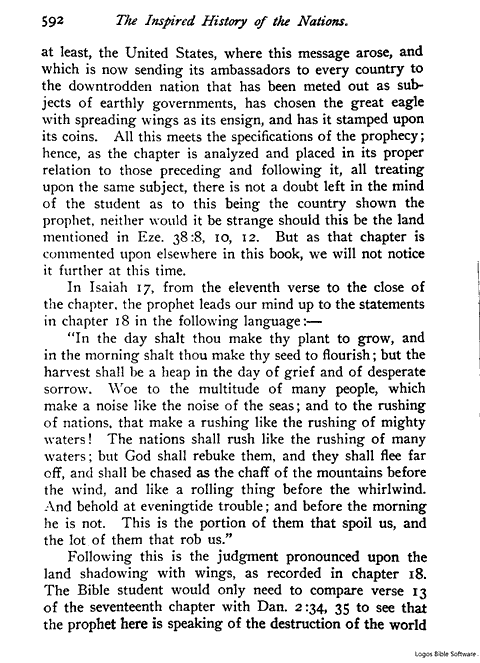 592 The Inspired History of the Nations.
at least, the United States, where this message arose, and
which is now sending its ambassadors to every country to
the downtrodden nation that has been meted out as sub-
jects of earthly governments, has chosen the great eagle
with spreading wings as its ensign, and has it stamped upon
its coins. All this meets the specifications of the prophecy;
hence, as the chapter is analyzed and placed in its proper
relation to those preceding and following it, all treating
upon the same subject, there is not a doubt left in the mind
of the student as to this being the country shown the
prophet, neither would it be strange should this be the land
mentioned in Eze. 38:8, 10, 12. But as that chapter is
commented upon elsewhere in this book, we will not notice
it further at this time.
In Isaiah 17, from the eleventh verse to the close of
the chapter, the prophet leads our mind up to the statements
in chapter 18 in the following language:—
"In the day shalt thou make thy plant to grow, and
in the morning shalt thou make thy seed to flourish; but the
harvest shall be a heap in the day of grief and of desperate
sorrow. Woe to the multitude of many people, which
make a noise like the noise of the seas; and to the rushing
of nations, that make a rushing like the rushing of mighty
waters! The nations shall rush like the rushing of many
waters; but God shall rebuke them, and they shall flee far
off, and shall be chased as the chaff of the mountains before
the wind, and like a rolling thing before the whirlwind.
And behold at eveningtide trouble; and before the morning
he is not. This is the portion of them that spoil us, and
the lot of them that rob us."
Following this is the judgment pronounced upon the
land shadowing with wings, as recorded in chapter 18.
The Bible student would only need to compare verse 13
of the seventeenth chapter with Dan. 2:34, 35 to see that
the prophet here is speaking of the destruction of the world
Logos Bible Software.